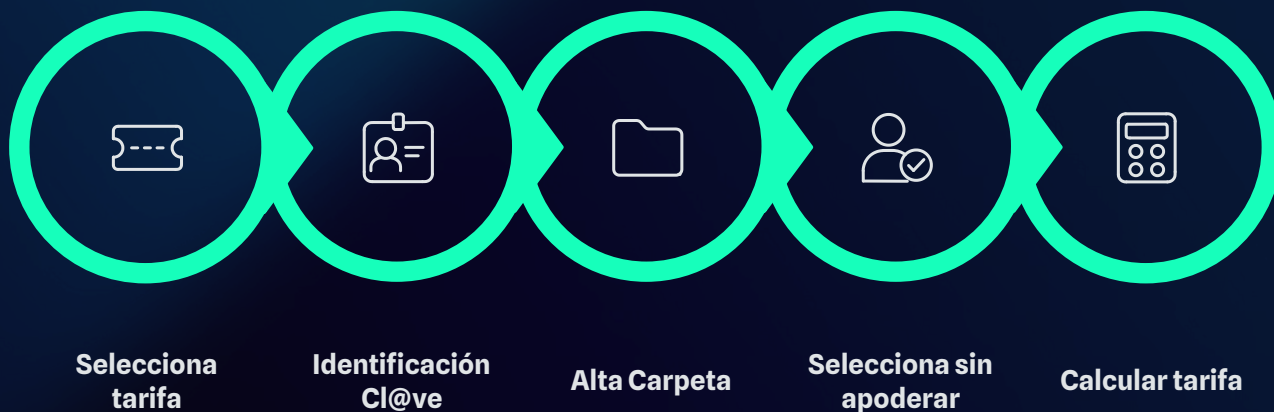 Selecciona
tarifa
Identificación
Cl@ve
Alta Carpeta
Selecciona sin
apoderar
Calcular tarifa